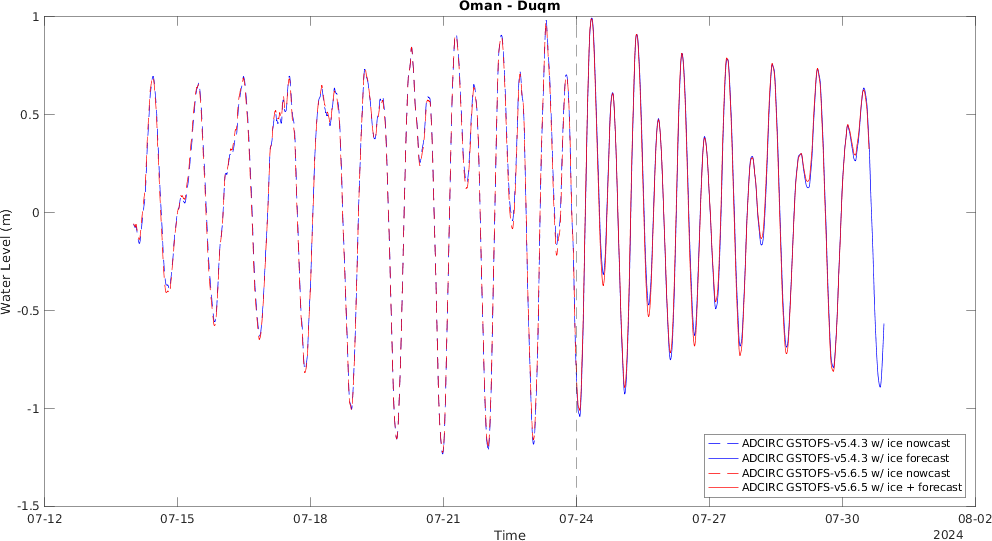 Oman - Duqm
1
0.5
0
-0.5
-1
-1.5
Water Level (m)
07-12
07-15
07-18
07-21
07-24
07-27
07-30
08-02
Time
2024
ADCIRC GSTOFS-v5.4.3 w/ ice nowcast
ADCIRC GSTOFS-v5.4.3 w/ ice forecast
ADCIRC GSTOFS-v5.6.5 w/ ice nowcast
ADCIRC GSTOFS-v5.6.5 w/ ice + forecast